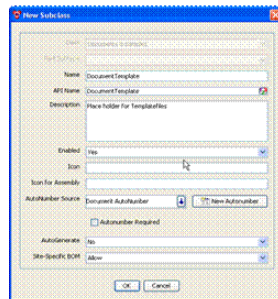 New Subclass
Name DocumentTemplate
API Name DocumentTemplate
Description Place holder for Templatefiles
Enabled Yes
Icon
Icon for Assembly
AutoNumber Source Document AutoNumber New Autonumber
Autonumber Required
AutoGenerate No
Site-Specific BOM Allow
OK Cancel